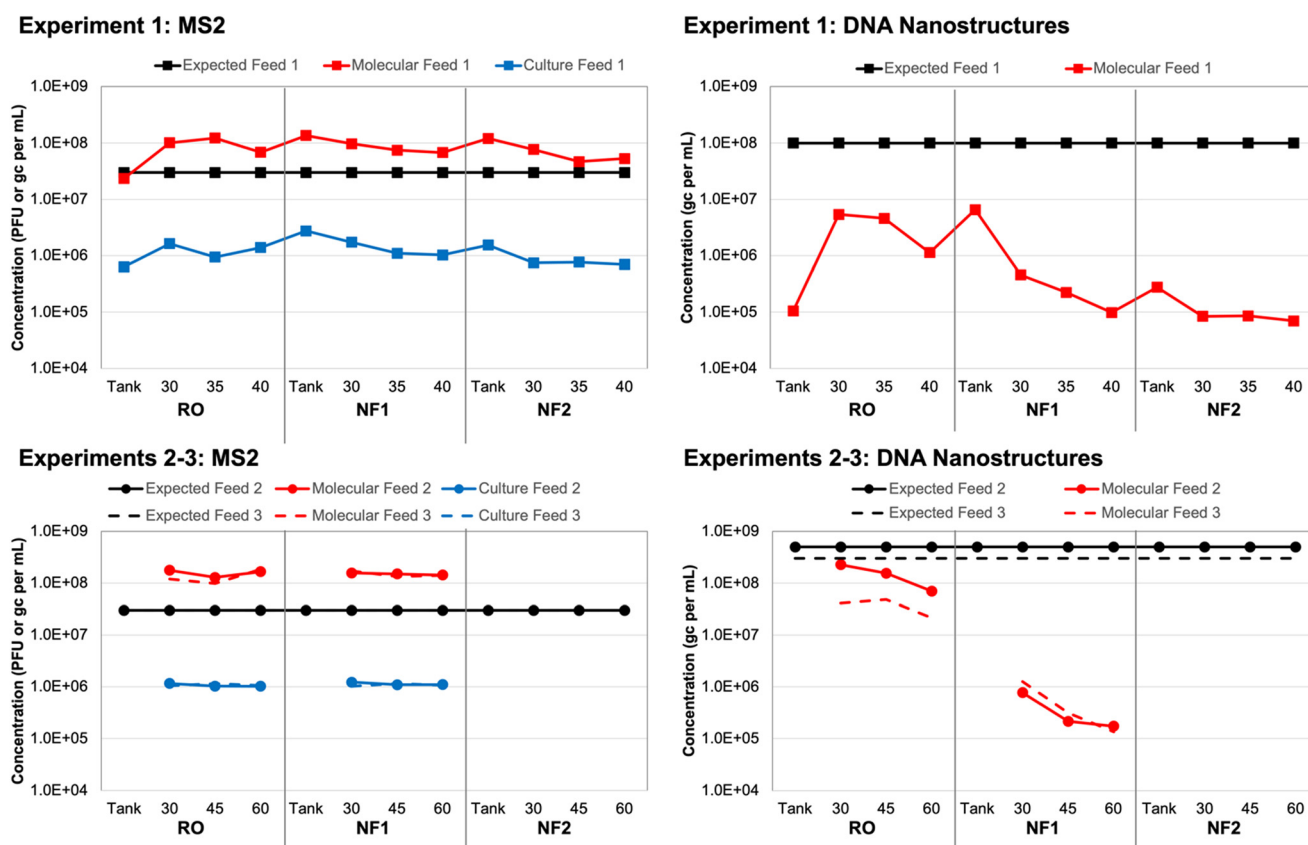 Experiment 1: MS2
Expected Feed 1 Molecular Feed 1 Culture Feed 1
Concentration (PFU or gc per mL)
1.0E+09
1.0E+08
1.0E+07
1.0E+06
1.0E+05
1.0E+04
Tank 30 35 40 Tank 30 35 40 Tank 30 35 40
RO NF1 NF2
Experiment 1: DNA Nanostructures
Expected Feed 1 Molecular Feed 1
Concentration (gc per mL)
1.0E+09
1.0E+08
1.0E+07
1.0E+06
1.0E+05
1.0E+04
Tank 30 35 40 Tank 30 35 40 Tank 30 35 40
RO NF1 NF2
Experiments 2-3: MS2
Expected Feed 2 Molecular Feed 2 Culture Feed 2
Expected Feed 3 Molecular Feed 3 Culture Feed 3
Concentration (PFU or gc per mL)
1.0E+09
1.0E+08
1.0E+07
1.0E+06
1.0E+05
1.0E+04
Tank 30 45 60 Tank 30 45 60 Tank 30 45 60
RO NF1 NF2
Experiments 2-3: DNA Nanostructures
Expected Feed 2 Molecular Feed 2
Expected Feed 3 Molecular Feed 3
Concentration (gc per mL)
1.0E+09
1.0E+08
1.0E+07
1.0E+06
1.0E+05
1.0E+04
Tank 30 45 60 Tank 30 45 60 Tank 30 45 60
RO NF1 NF2